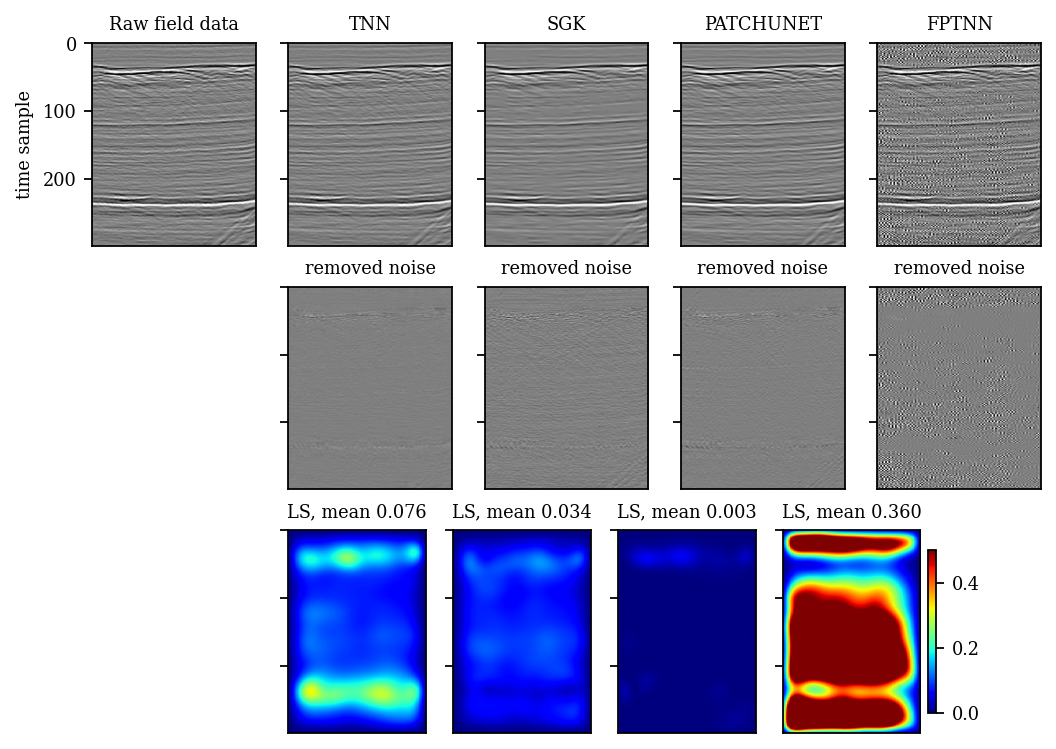 Raw field data TNN SGK PATCHUNET FPTNN
0
100
200
time sample
removed noise removed noise removed noise removed noise
LS, mean 0.076 LS, mean 0.034 LS, mean 0.003 LS, mean 0.360
0.4
0.2
0.0